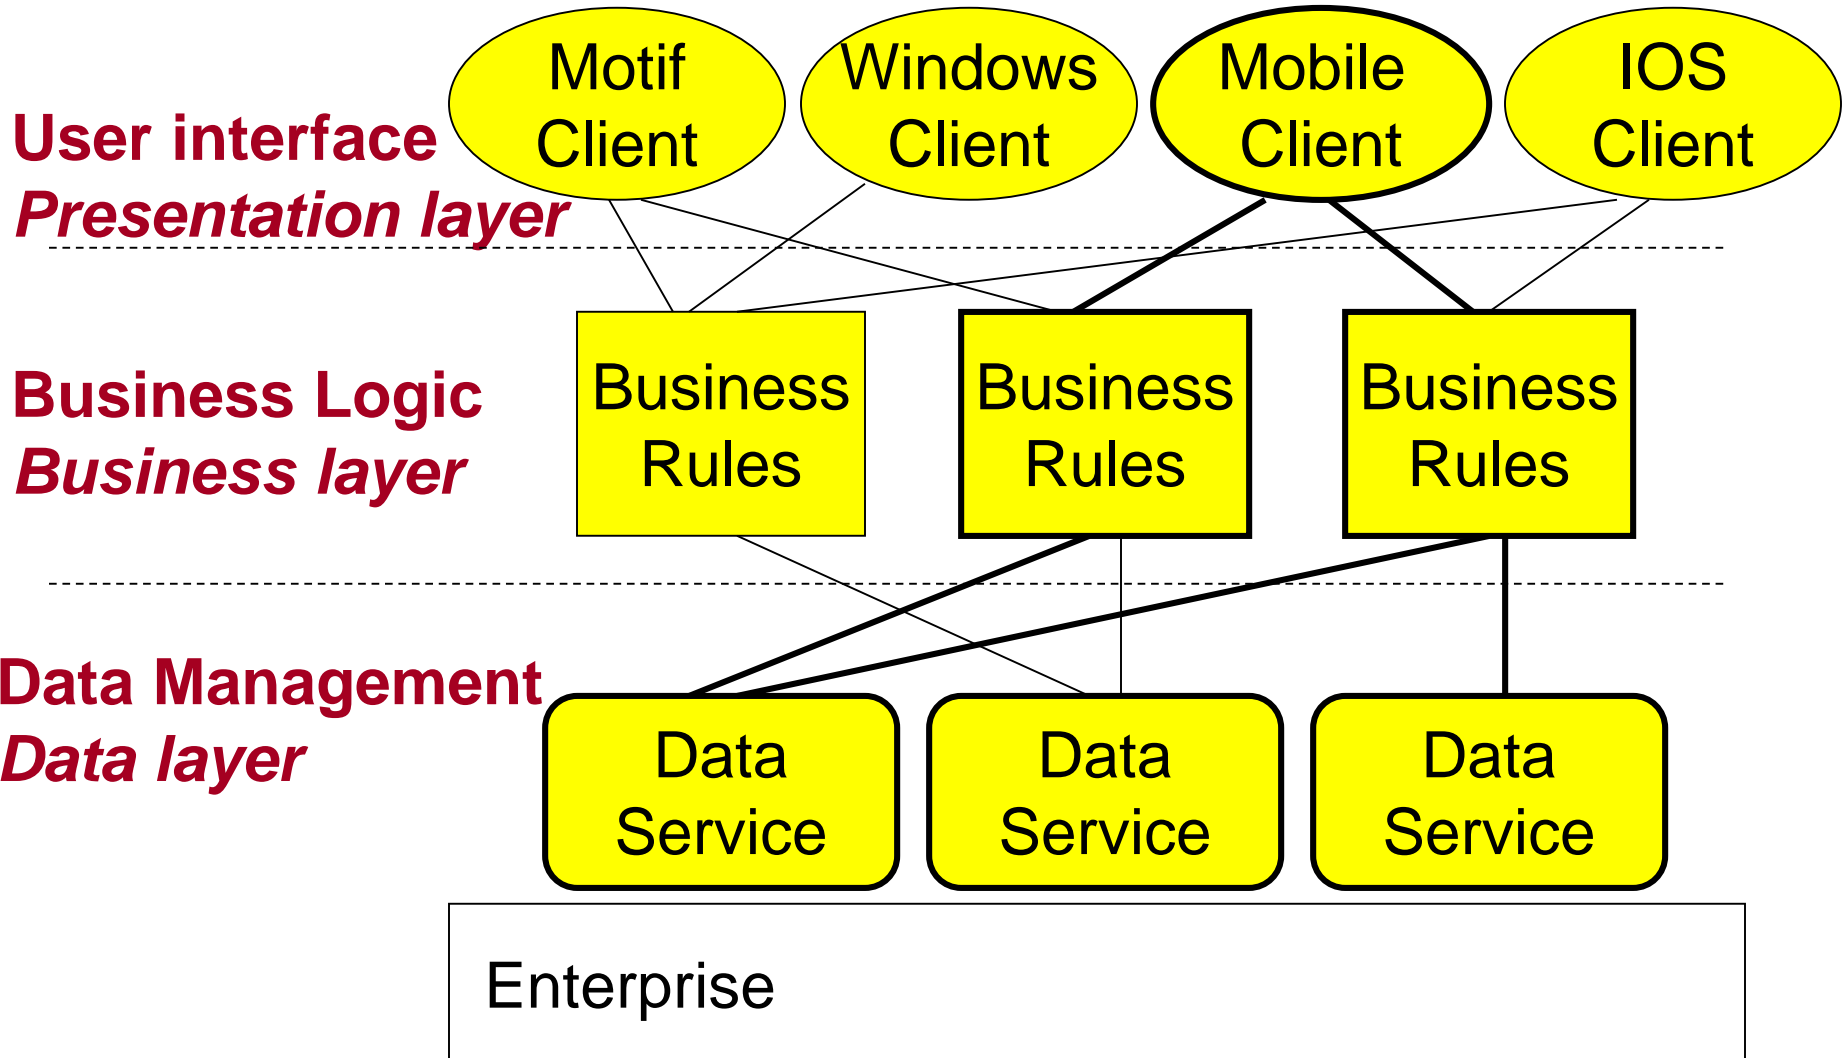 Motif
Client
Windows
Client
Mobile
Client
IOS
Client
User interface
Presentation layer
Business Logic
Business layer
Business
Rules
Business
Rules
Business
Rules
Data Management
Data layer
Data
Service
Data
Service
Data
Service
Enterprise